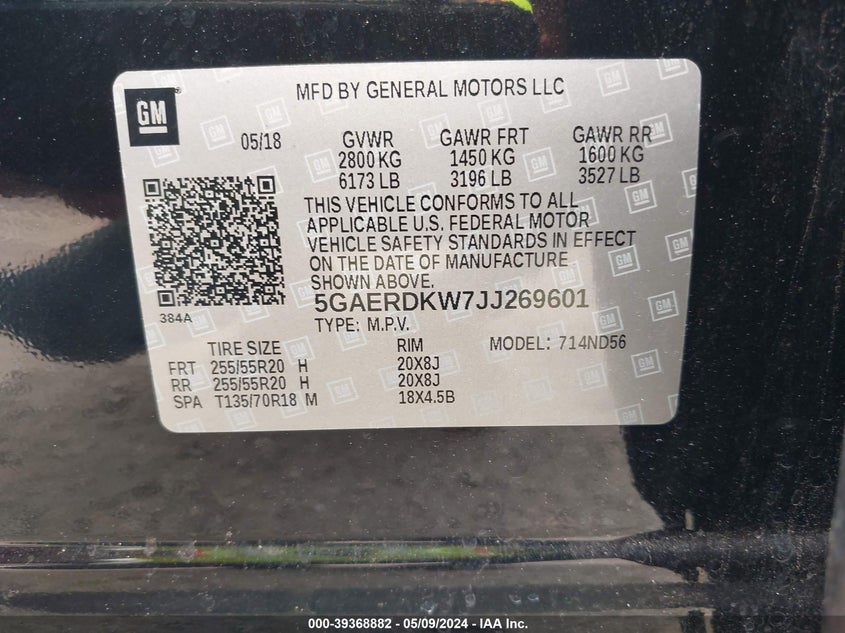 MFD BY GENERAL MOTORS LLC
GM
®
05/18 GVWR GAWR FRT GAWR RR
2800 KG 1450 KG 1600 KG
6173 LB 3196 LB 3527 LB
THIS VEHICLE CONFORMS TO ALL
APPLICABLE U.S. FEDERAL MOTOR
VEHICLE SAFETY STANDARDS IN EFFECT
ON THE DATE OF MANUFACTURE
SHOWN ABOVE.
5GAERDKW7JJ269601
384A
TYPE: M.P.V.
TIRE SIZE RIM MODEL: 714ND56
FRT 255/55R20 H 20X8J
RR 255/55R20 H 20X8J
SPA T135/70R18 M 18X4.5B
000-39368882 - 05/09/2024 - IAA Inc.